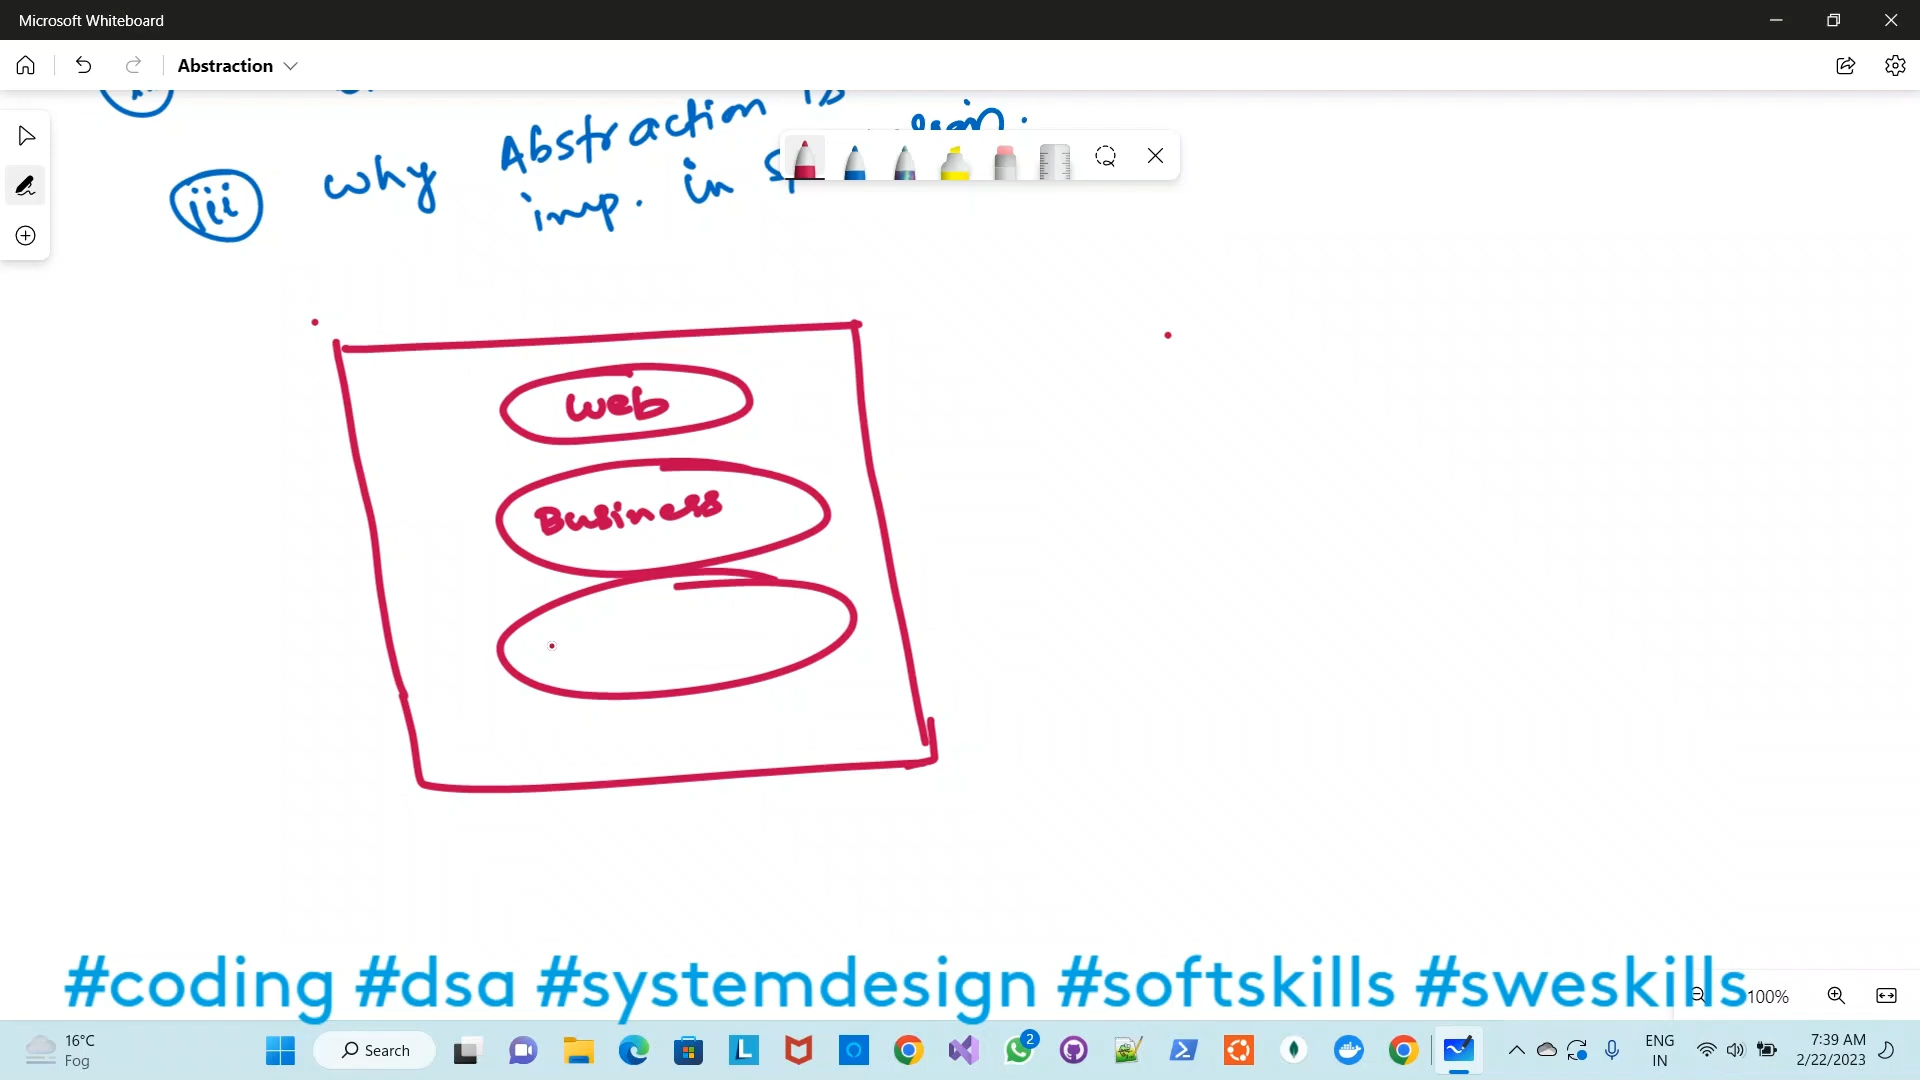 Microsoft Whiteboard
Abstraction
Abstraction is
iii why
imp. in
Web
Business
#coding #dsa #systemdesign #softskills #sweskills
100%
16°C
Fog
Search
2
ENG
IN
7:39 AM
2/22/2023